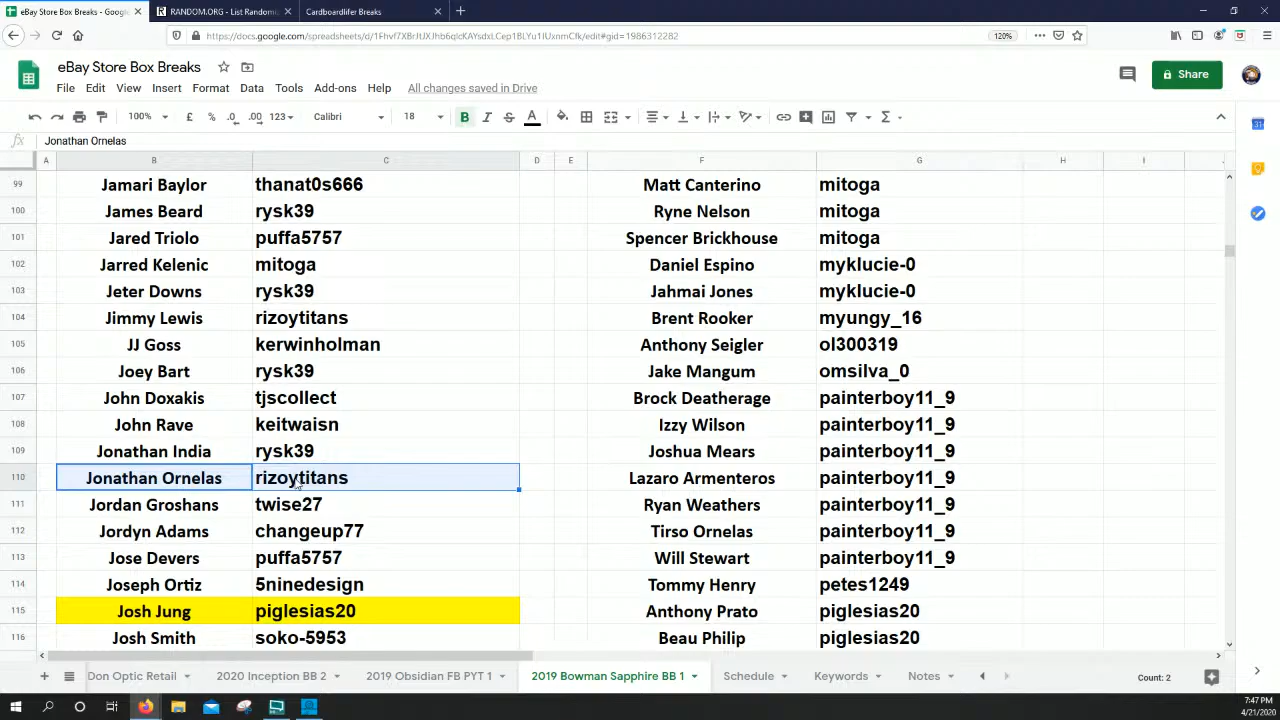 eBay Store Box Breaks - Google
RANDOM.ORG - List Randomi
Cardboardlifer Breaks
120%
eBay Store Box Breaks
File Edit View Insert Format Data Tools Add-ons Help All changes saved in Drive
Share
100% £ % .0 .00 123 Calibri 18 B I S A
fx Jonathan Ornelas
A B C D E F G H I
99 Jamari Baylor thanat0s666 Matt Canterino mitoga
100 James Beard rysk39 Ryne Nelson mitoga
101 Jared Triolo puffa5757 Spencer Brickhouse mitoga
102 Jarred Kelenic mitoga Daniel Espino myklucie-0
103 Jeter Downs rysk39 Jahmai Jones myklucie-0
104 Jimmy Lewis rizoytitans Brent Rooker myungy_16
105 JJ Goss kerwinholman Anthony Seigler ol300319
106 Joey Bart rysk39 Jake Mangum omsilva_0
107 John Doxakis tjscollect Brock Deatherage painterboy11_9
108 John Rave keitwaisn Izzy Wilson painterboy11_9
109 Jonathan India rysk39 Joshua Mears painterboy11_9
110 Jonathan Ornelas rizoytitans Lazaro Armenteros painterboy11_9
111 Jordan Groshans twise27 Ryan Weathers painterboy11_9
112 Jordyn Adams changeup77 Tirso Ornelas painterboy11_9
113 Jose Devers puffa5757 Will Stewart painterboy11_9
114 Joseph Ortiz 5ninedesign Tommy Henry petes1249
115 Josh Jung piglesias20 Anthony Prato piglesias20
116 Josh Smith soko-5953 Beau Philip piglesias20
Don Optic Retail 2020 Inception BB 2 2019 Obsidian FB PYT 1 2019 Bowman Sapphire BB 1 Schedule Keywords Notes Count: 2
7:47 PM
4/21/2020